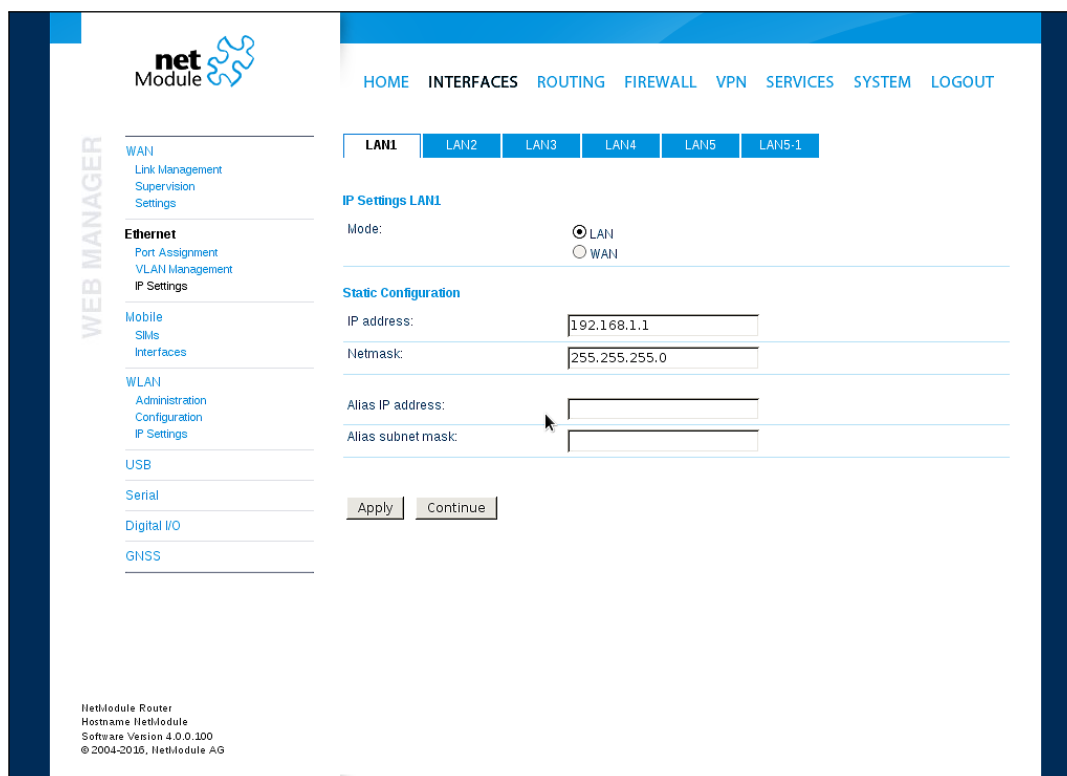 net
Module
HOME INTERFACES ROUTING FIREWALL VPN SERVICES SYSTEM LOGOUT
WEB MANAGER
WAN
Link Management
Supervision
Settings
Ethernet
Port Assignment
VLAN Management
IP Settings
Mobile
SIMs
Interfaces
WLAN
Administration
Configuration
IP Settings
USB
Serial
Digital I/O
GNSS
LAN1 LAN2 LAN3 LAN4 LAN5 LAN5-1
IP Settings LAN1
Mode:
LAN
WAN
Static Configuration
IP address: 192.168.1.1
Netmask: 255.255.255.0
Alias IP address:
Alias subnet mask:
Apply Continue
NetModule Router
Hostname NetModule
Software Version 4.0.0.100
© 2004-2016, NetModule AG